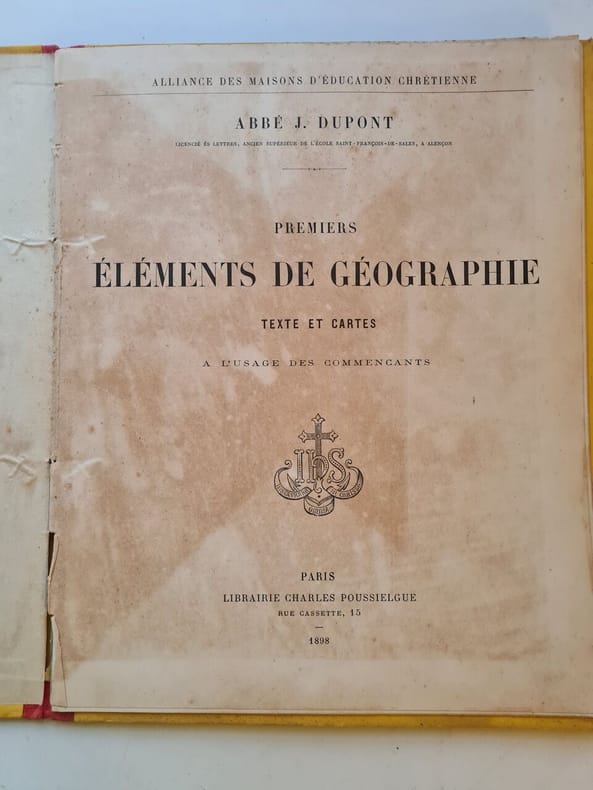 ALLIANCE DES MAISONS D'ÉDUCATION CHRÉTIENNE
ABBÉ J. DUPONT
LICENCIÉ ÈS LETTRES, ANCIEN SUPÉRIEUR DE L'ÉCOLE SAINT-FRANÇOIS-DE-SALES, A ALENÇON
PREMIERS
ÉLÉMENTS DE GÉOGRAPHIE
TEXTE ET CARTES
A L'USAGE DES COMMENÇANTS
IHS
PARIS
LIBRAIRIE CHARLES POUSSIELGUE
RUE CASSETTE, 15
1898